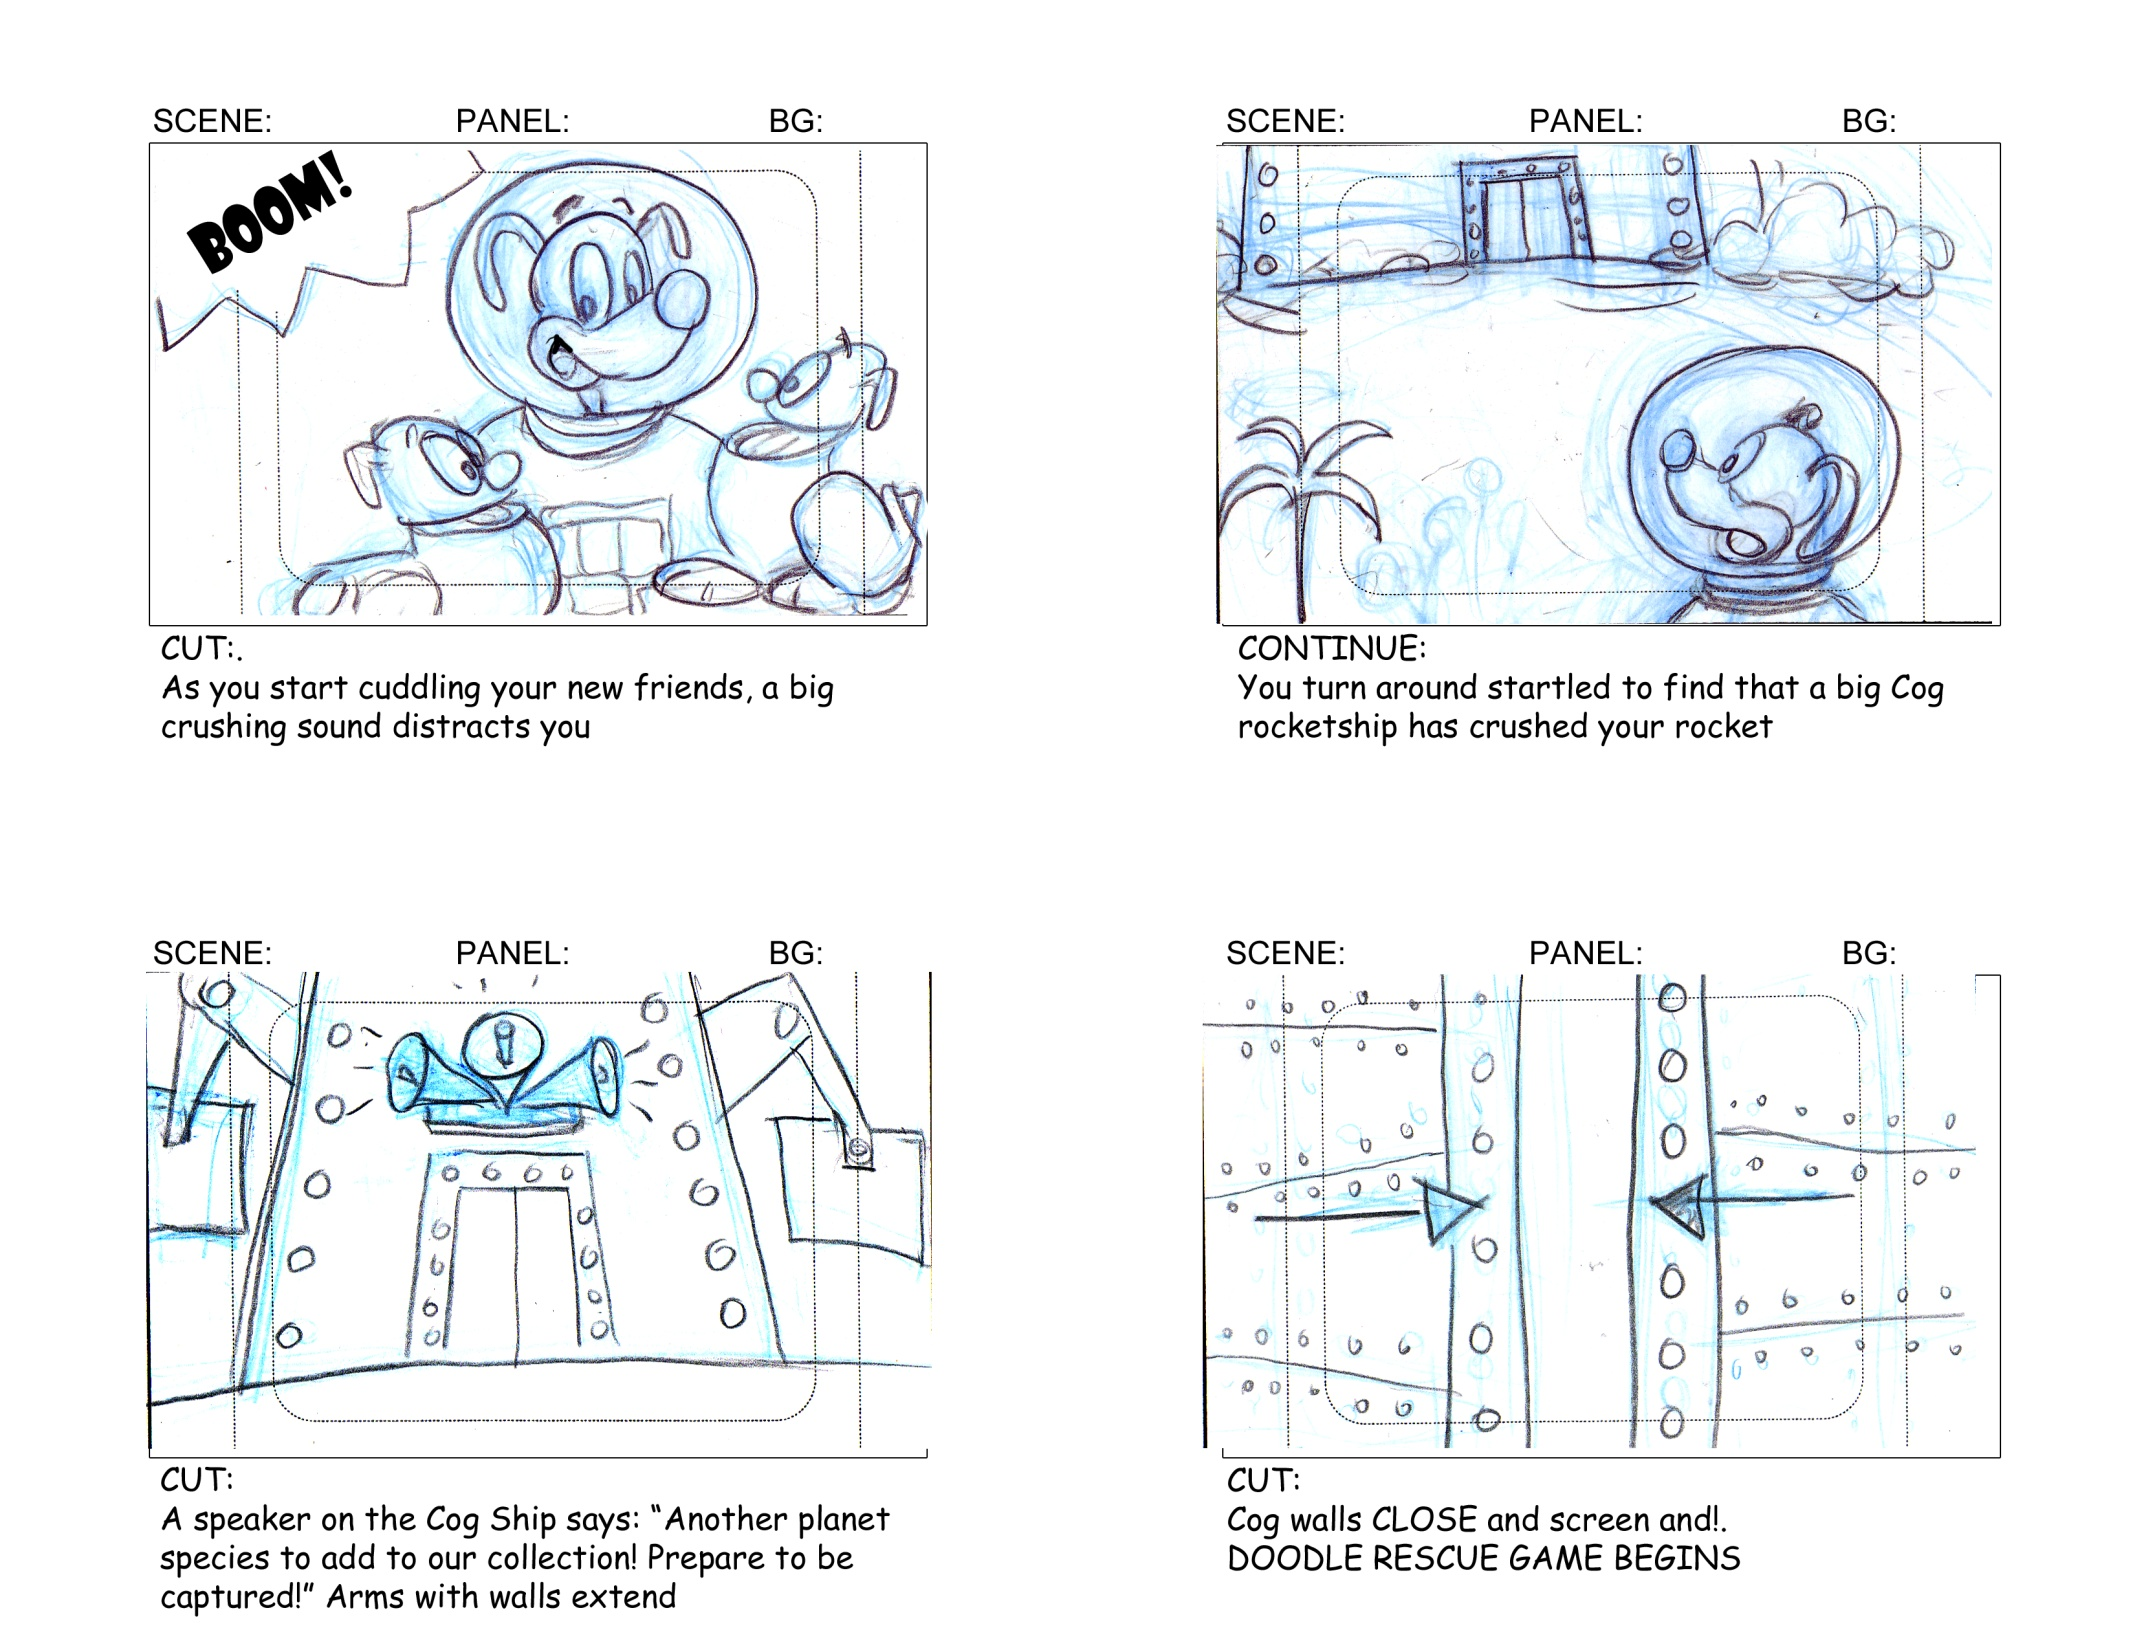 SCENE: PANEL: BG:
BOOM!
CUT:.
As you start cuddling your new friends, a big
crushing sound distracts you
SCENE: PANEL: BG:
CONTINUE:
You turn around startled to find that a big Cog
rocketship has crushed your rocket
SCENE: PANEL: BG:
CUT:
A speaker on the Cog Ship says: “Another planet
species to add to our collection! Prepare to be
captured!” Arms with walls extend
SCENE: PANEL: BG:
CUT:
Cog walls CLOSE and screen and!.
DOODLE RESCUE GAME BEGINS